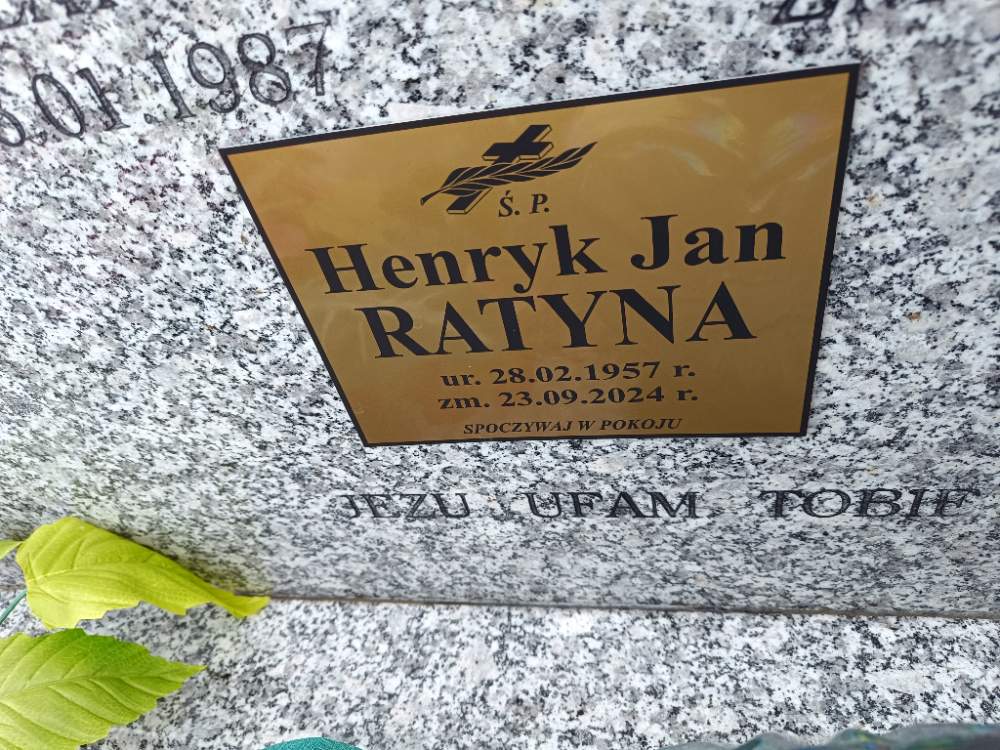 .01.1987
Ś. P.
Henryk Jan
RATYNA
ur. 28.02.1957 r.
zm. 23.09.2024 r.
SPOCZYWAJ W POKOJU
JEZU UFAM TOBIE